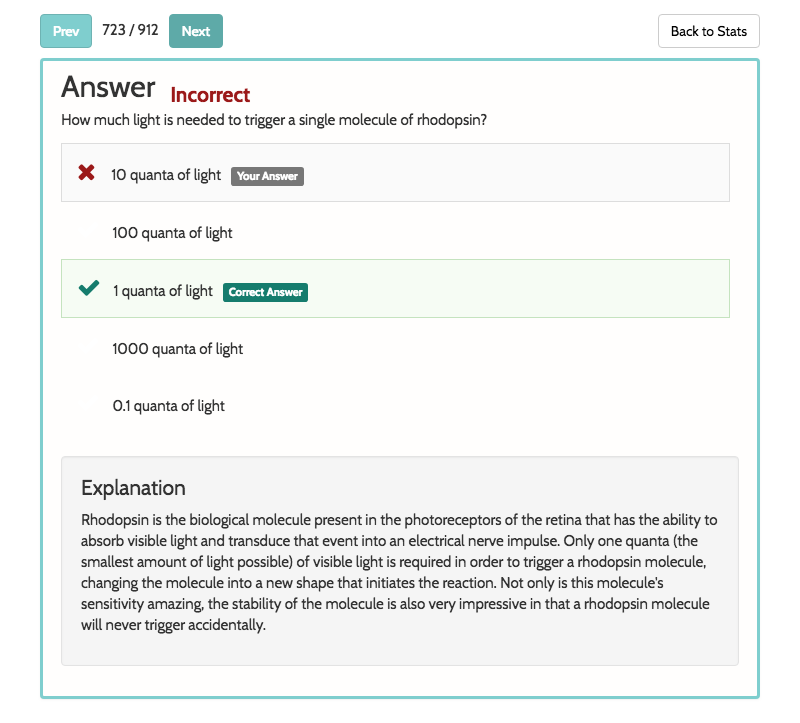 Prev 723 / 912 Next Back to Stats
Answer Incorrect
How much light is needed to trigger a single molecule of rhodopsin?
10 quanta of light Your Answer
100 quanta of light
1 quanta of light Correct Answer
1000 quanta of light
0.1 quanta of light
Explanation
Rhodopsin is the biological molecule present in the photoreceptors of the retina that has the ability to
absorb visible light and transduce that event into an electrical nerve impulse. Only one quanta (the
smallest amount of light possible) of visible light is required in order to trigger a rhodopsin molecule,
changing the molecule into a new shape that initiates the reaction. Not only is this molecule's
sensitivity amazing, the stability of the molecule is also very impressive in that a rhodopsin molecule
will never trigger accidentally.